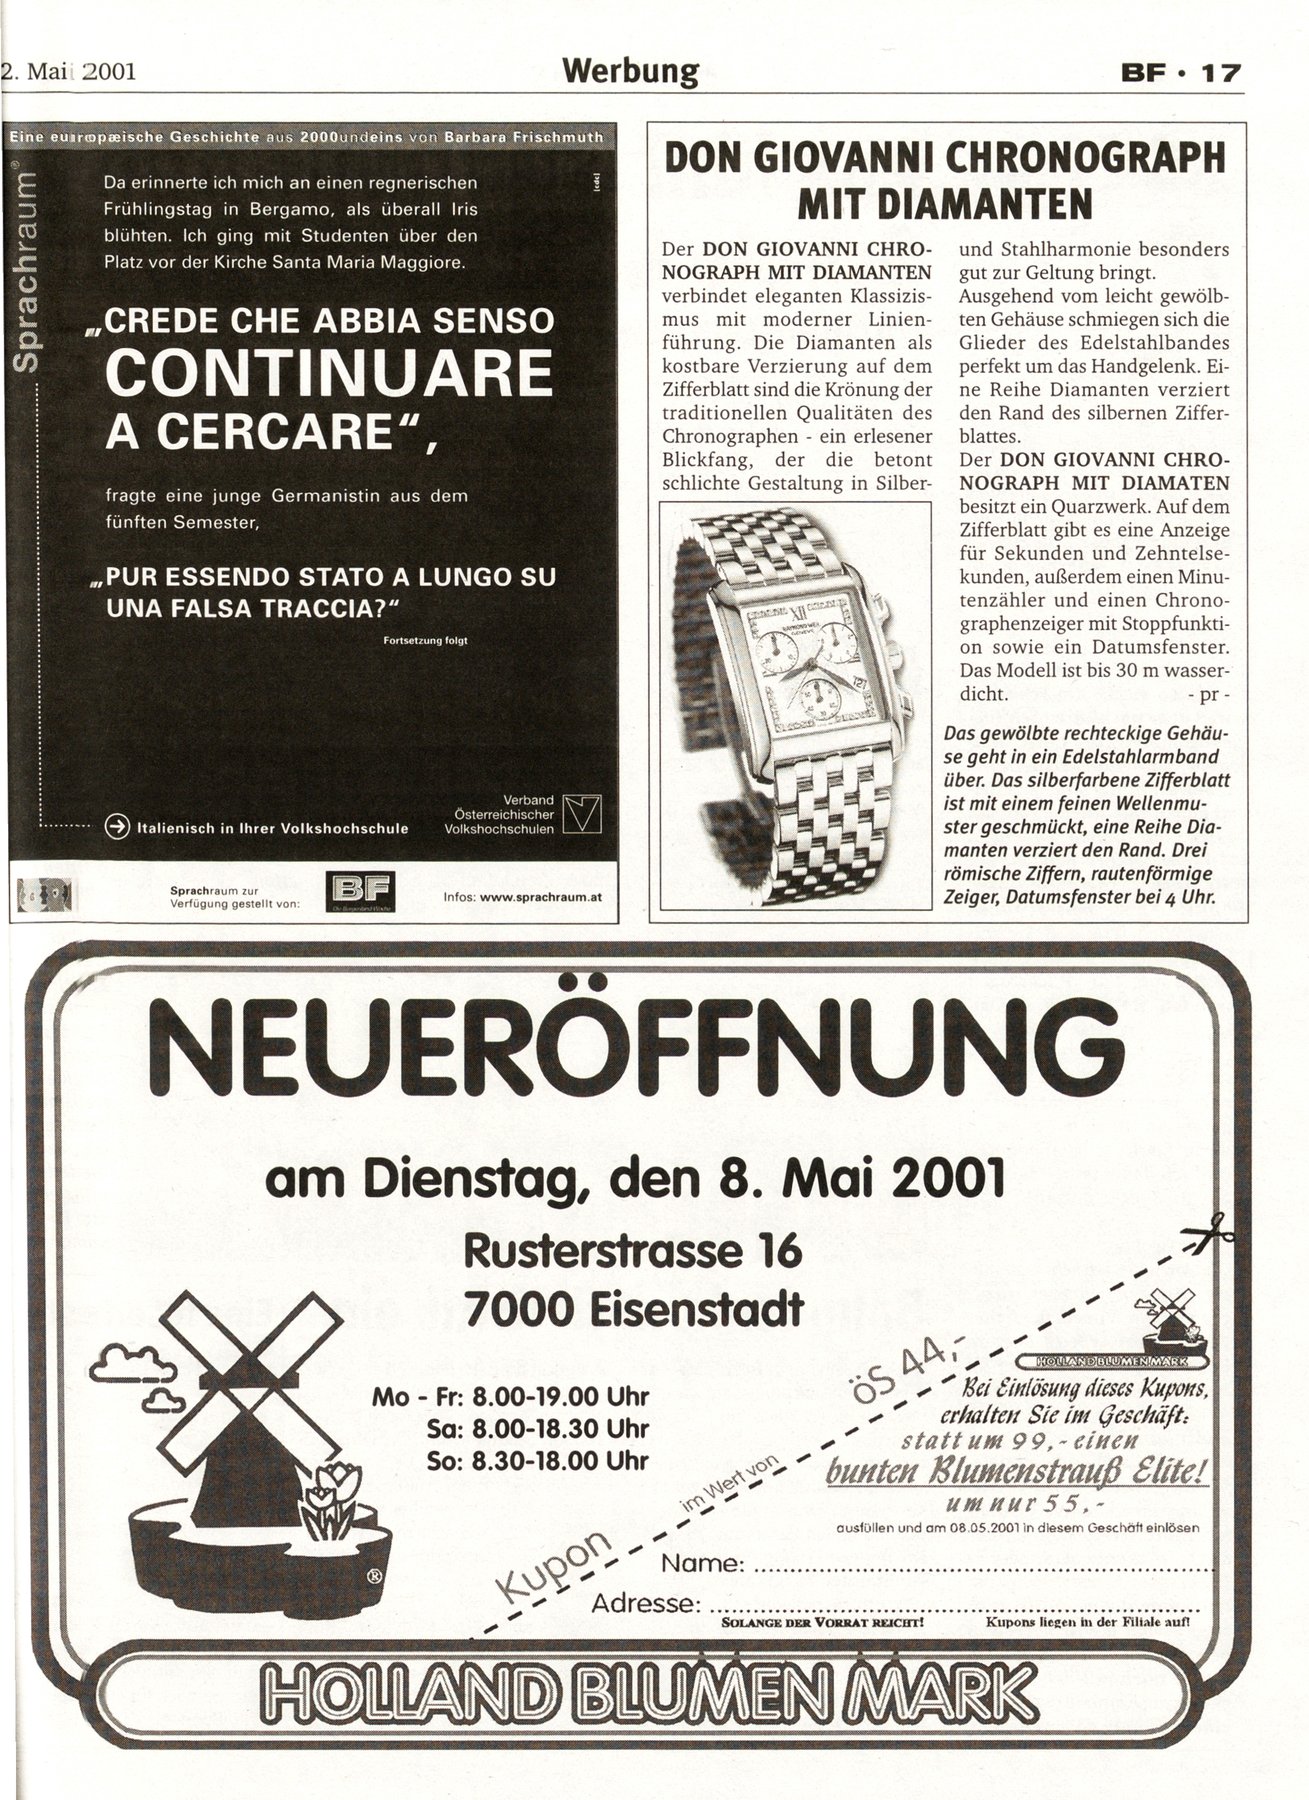 2. Mai 2001
Werbung
BF · 17
Eine europæische Geschichte aus 2000undeins von Barbara Frischmuth
Sprachraum®
Da erinnerte ich mich an einen regnerischen
Frühlingstag in Bergamo, als überall Iris
blühten. Ich ging mit Studenten über den
Platz vor der Kirche Santa Maria Maggiore.
„CREDE CHE ABBIA SENSO
CONTINUARE
A CERCARE“,
fragte eine junge Germanistin aus dem
fünften Semester,
„PUR ESSENDO STATO A LUNGO SU
UNA FALSA TRACCIA?“
Fortsetzung folgt
Italienisch in Ihrer Volkshochschule
Verband
Österreichischer
Volkshochschulen
Sprachraum zur
Verfügung gestellt von:
BF
Infos: www.sprachraum.at
DON GIOVANNI CHRONOGRAPH
MIT DIAMANTEN
Der DON GIOVANNI CHRO-
NOGRAPH MIT DIAMANTEN
verbindet eleganten Klassizis-
mus mit moderner Linien-
führung. Die Diamanten als
kostbare Verzierung auf dem
Zifferblatt sind die Krönung der
traditionellen Qualitäten des
Chronographen - ein erlesener
Blickfang, der die betont
schlichte Gestaltung in Silber-
und Stahlharmonie besonders
gut zur Geltung bringt.
Ausgehend vom leicht gewölb-
ten Gehäuse schmiegen sich die
Glieder des Edelstahlbandes
perfekt um das Handgelenk. Ei-
ne Reihe Diamanten verziert
den Rand des silbernen Ziffer-
blattes.
Der DON GIOVANNI CHRO-
NOGRAPH MIT DIAMATEN
besitzt ein Quarzwerk. Auf dem
Zifferblatt gibt es eine Anzeige
für Sekunden und Zehntelse-
kunden, außerdem einen Minu-
tenzähler und einen Chrono-
graphenzeiger mit Stoppfunkti-
on sowie ein Datumsfenster.
Das Modell ist bis 30 m wasser-
dicht. - pr -
XII
RAYMOND WEIL
GENEVE
Das gewölbte rechteckige Gehäu-
se geht in ein Edelstahlarmband
über. Das silberfarbene Zifferblatt
ist mit einem feinen Wellenmu-
ster geschmückt, eine Reihe Dia-
manten verziert den Rand. Drei
römische Ziffern, rautenförmige
Zeiger, Datumsfenster bei 4 Uhr.
NEUERÖFFNUNG
am Dienstag, den 8. Mai 2001
Rusterstrasse 16
7000 Eisenstadt
Mo - Fr: 8.00-19.00 Uhr
Sa: 8.00-18.30 Uhr
So: 8.30-18.00 Uhr
®
Kupon im Wert von öS 44,-
HOLLAND BLUMEN MARK
Bei Einlösung dieses Kupons,
erhalten Sie im Geschäft:
statt um 99,- einen
bunten Blumenstrauß Elite!
um nur 55,-
ausfüllen und am 08.05.2001 in diesem Geschäft einlösen
Name: ....................
Adresse: ....................
SOLANGE DER VORRAT REICHT! Kupons liegen in der Filiale auf!
HOLLAND BLUMEN MARK